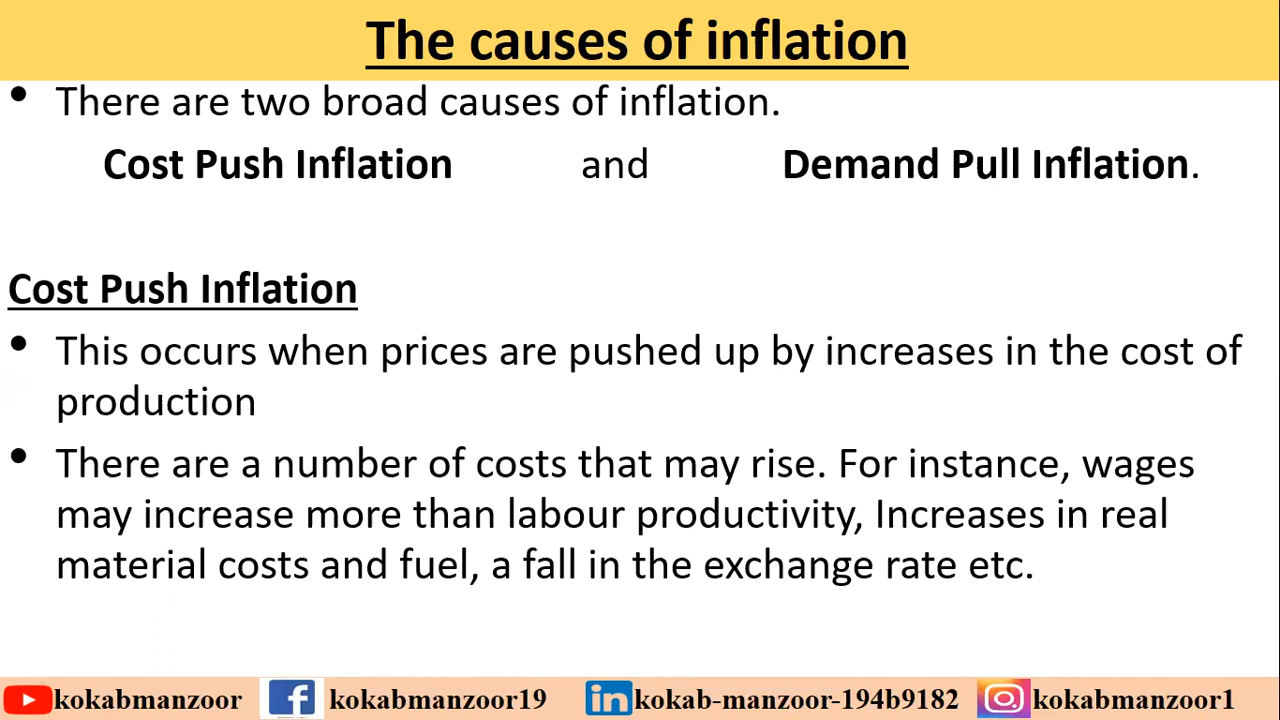 The causes of inflation
• There are two broad causes of inflation.
Cost Push Inflation and Demand Pull Inflation.
Cost Push Inflation
• This occurs when prices are pushed up by increases in the cost of
production
• There are a number of costs that may rise. For instance, wages
may increase more than labour productivity, Increases in real
material costs and fuel, a fall in the exchange rate etc.
kokabmanzoor f kokabmanzoor19 in kokab-manzoor-194b9182 kokabmanzoor1